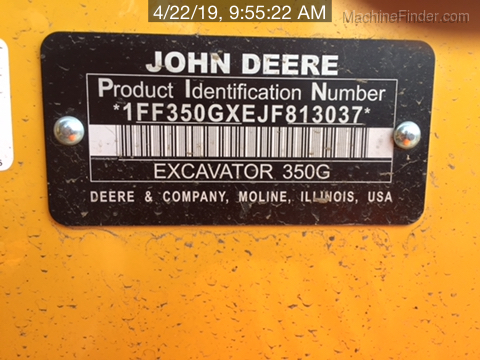 4/22/19, 9:55:22 AM
MachineFinder.com
JOHN DEERE
Product Identification Number
*1FF350GXEJF813037*
EXCAVATOR 350G
DEERE & COMPANY, MOLINE, ILLINOIS, USA